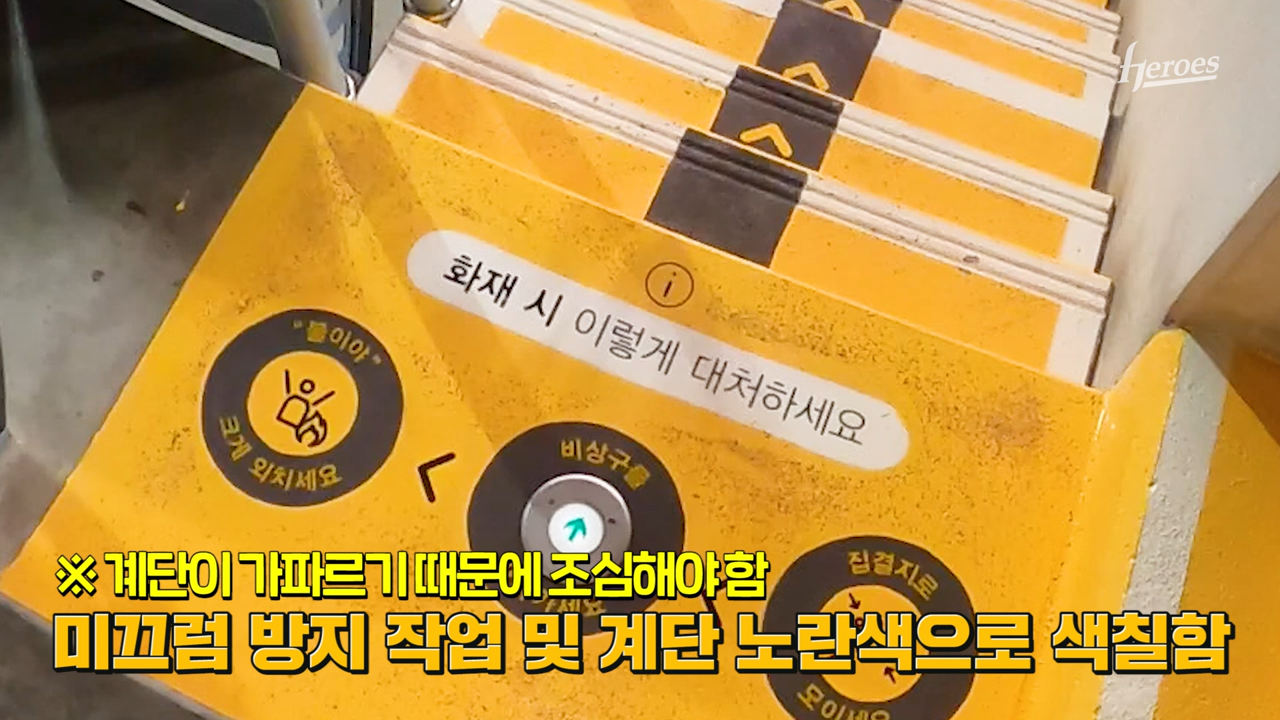 Heroes
i
화재 시 이렇게 대처하세요
"불이야"
크게 외치세요
비상구를
가세요
집결지로
모이세요
※ 계단이 가파르기 때문에 조심해야 함
미끄럼 방지 작업 및 계단 노란색으로 색칠함